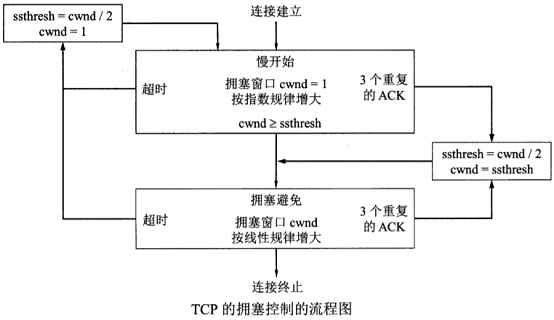 连接建立
ssthresh = cwnd / 2
cwnd = 1
慢开始
超时
拥塞窗口 cwnd = 1
按指数规律增大
3 个重复
的 ACK
cwnd ≥ ssthresh
ssthresh = cwnd / 2
cwnd = ssthresh
拥塞避免
超时
拥塞窗口 cwnd
按线性规律增大
3 个重复
的 ACK
连接终止
TCP 的拥塞控制的流程图